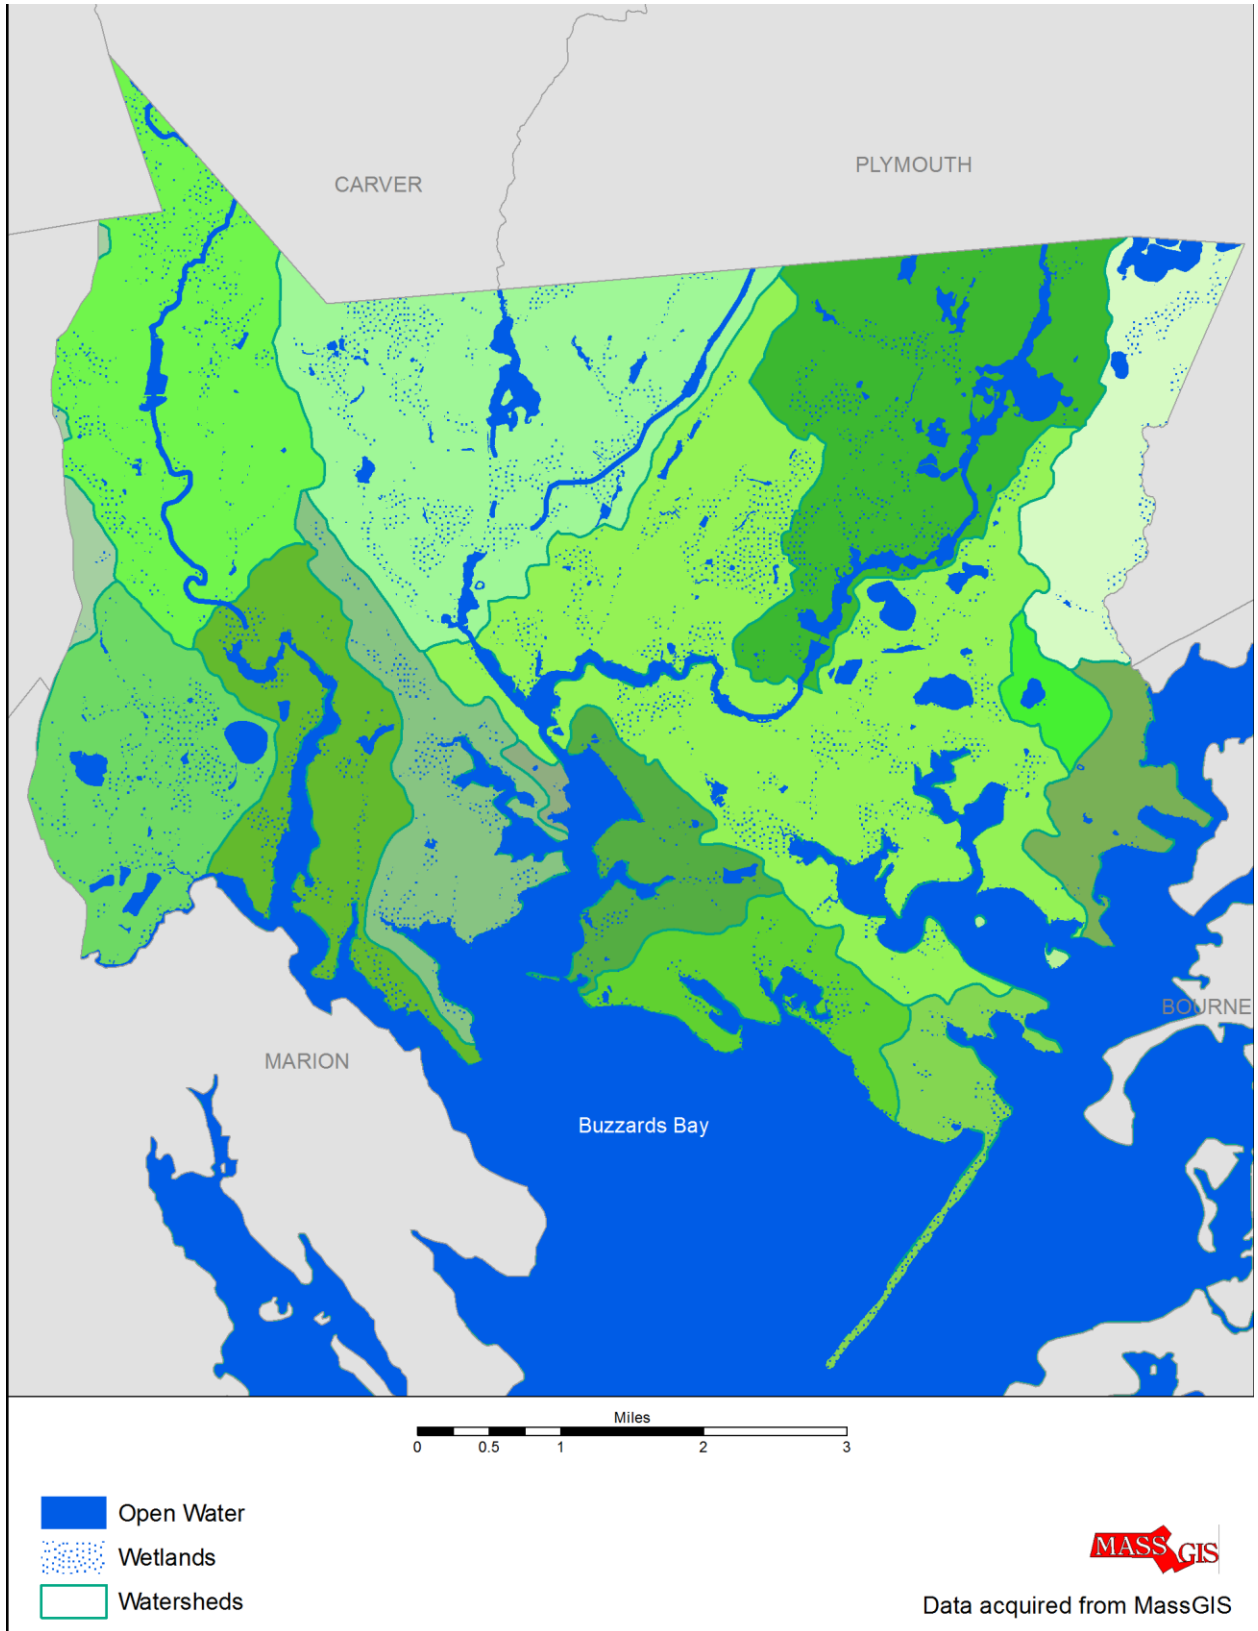 PLYMOUTH
CARVER
BOURNE
MARION
Buzzards Bay
Miles
0 0.5 1 2 3
Open Water
Wetlands
Watersheds
MASS GIS
Data acquired from MassGIS